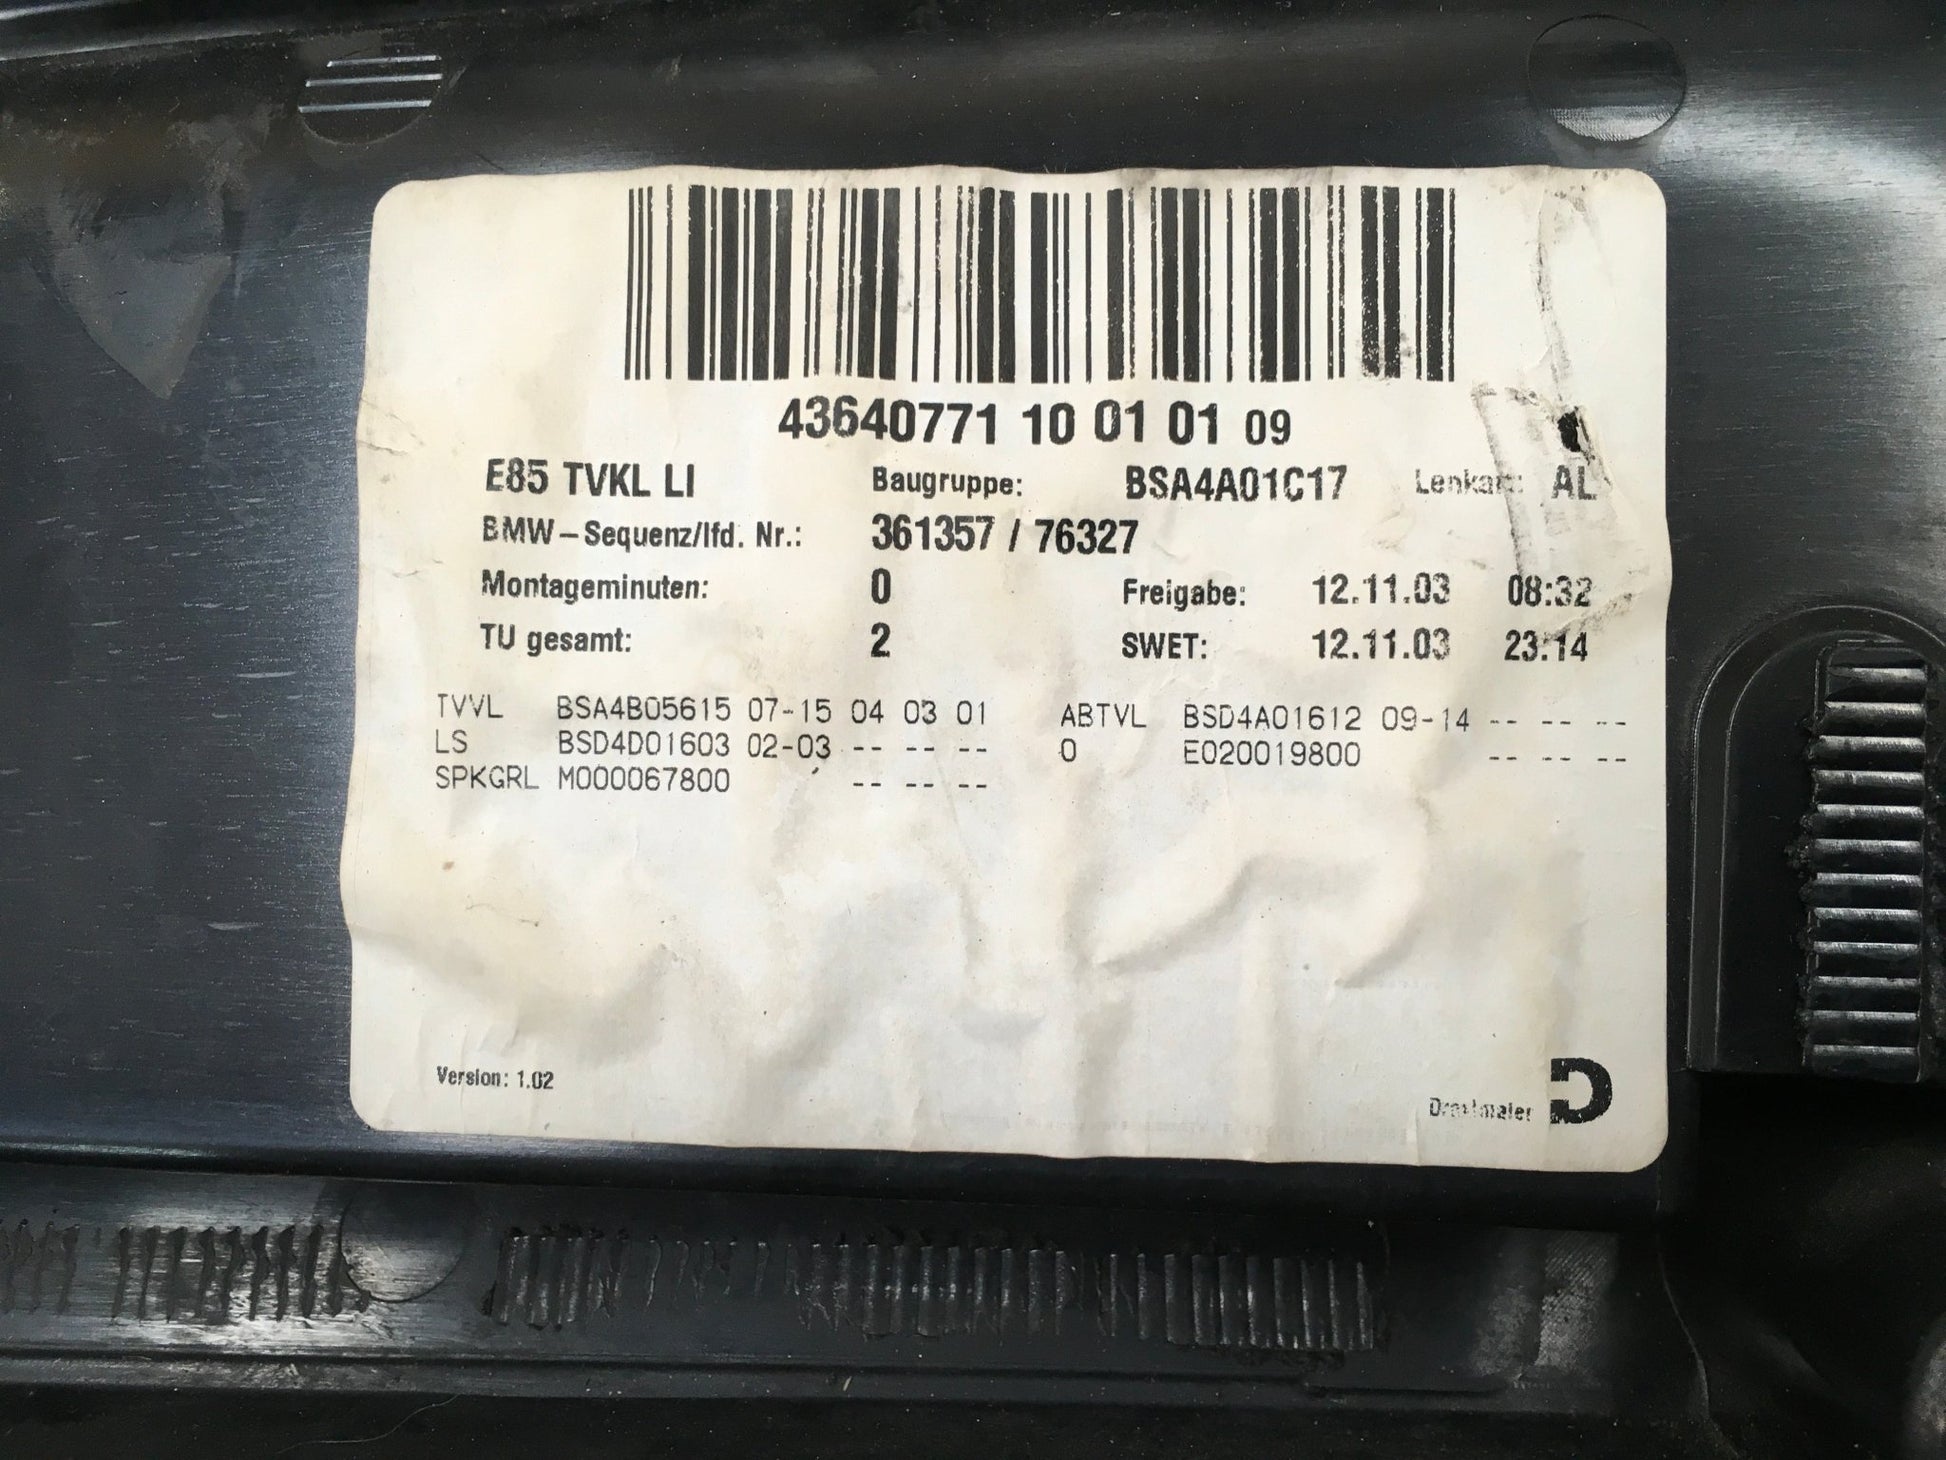 43640771 10 01 01 09
E85 TVKL LI Baugruppe: BSA4A01C17 Lenkart: AL
BMW-Sequenz/lfd. Nr.: 361357 / 76327
Montageminuten: 0 Freigabe: 12.11.03 08:32
TU gesamt: 2 SWET: 12.11.03 23:14
TVVL BSA4B05615 07-15 04 03 01 ABTVL BSD4A01612 09-14 -- -- --
LS BSD4D01603 02-03 -- -- -- 0 E020019800 -- -- --
SPKGRL M000067800 -- -- --
Version: 1.02
Draexlmaier D